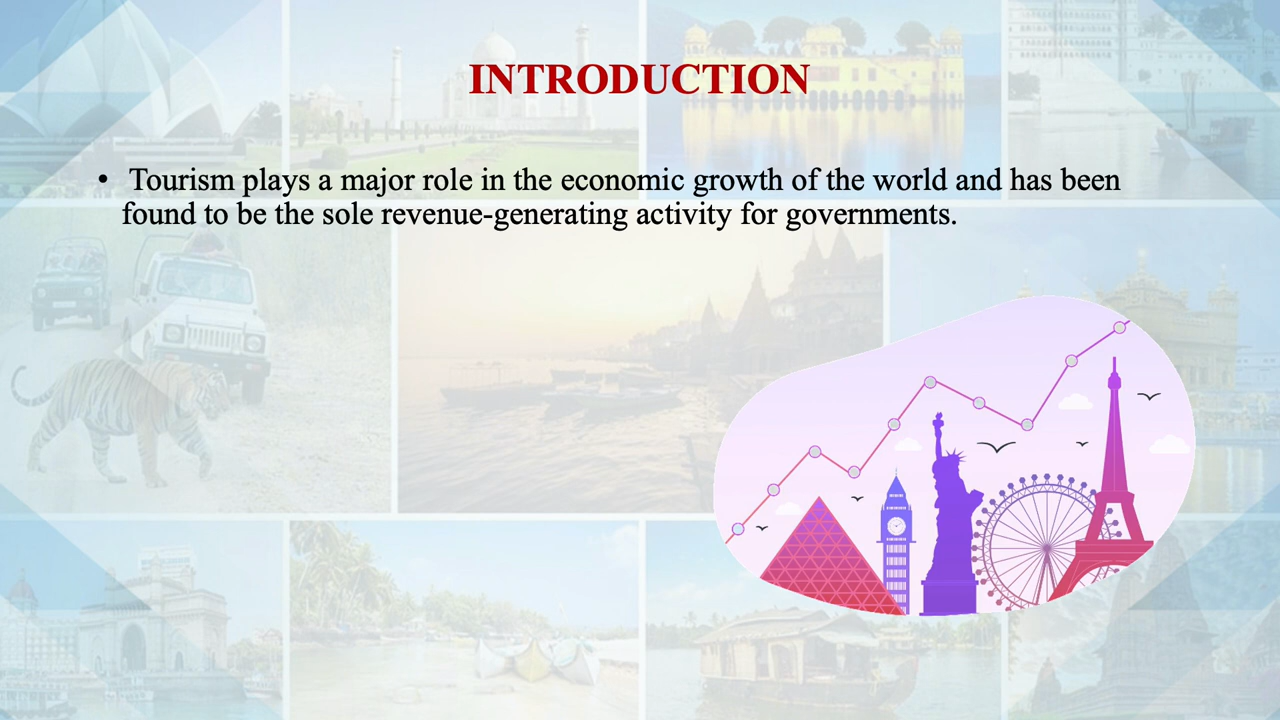 INTRODUCTION
• Tourism plays a major role in the economic growth of the world and has been
found to be the sole revenue-generating activity for governments.